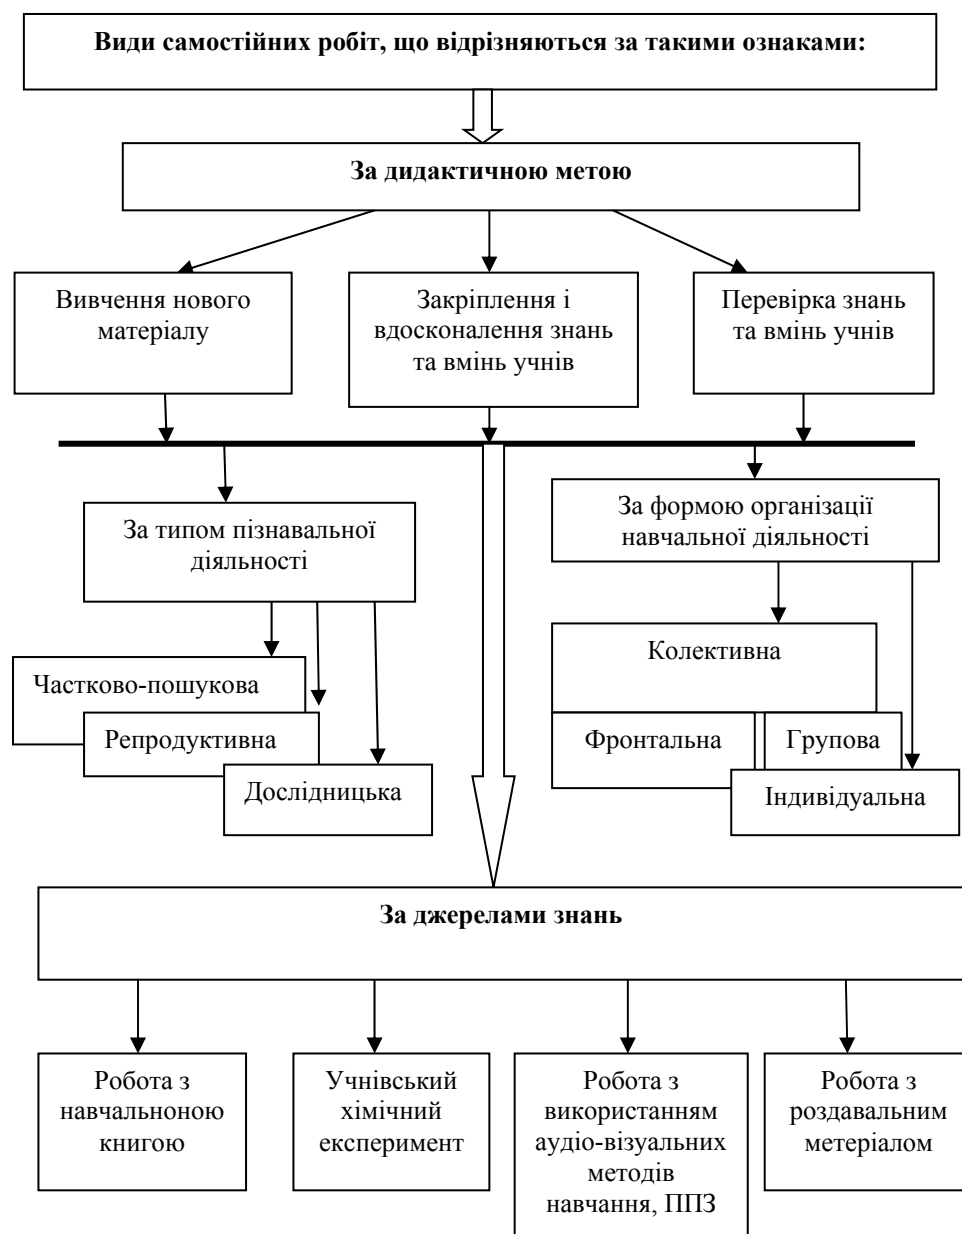 Види самостійних робіт, що відрізняються за такими ознаками:
За дидактичною метою
Вивчення нового
матеріалу
Закріплення і
вдосконалення знань
та вмінь учнів
Перевірка знань
та вмінь учнів
За типом пізнавальної
діяльності
За формою організації
навчальної діяльності
Частково-пошукова
Репродуктивна
Дослідницька
Колективна
Фронтальна
Групова
Індивідуальна
За джерелами знань
Робота з
навчальноною
книгою
Учнівський
хімічний
експеримент
Робота з
використанням
аудіо-візуальних
методів
навчання, ППЗ
Робота з
роздавальним
метеріалом